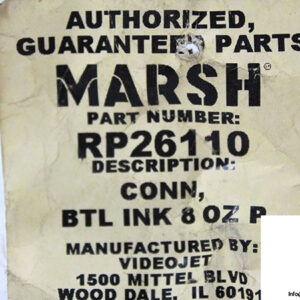 AUTHORIZED,
GUARANTEED PARTS
MARSH®
PART NUMBER:
RP26110
DESCRIPTION:
CONN,
BTL INK 8 OZ P
MANUFACTURED BY:
VIDEOJET
1500 MITTEL BLVD
WOOD DALE, IL 60191